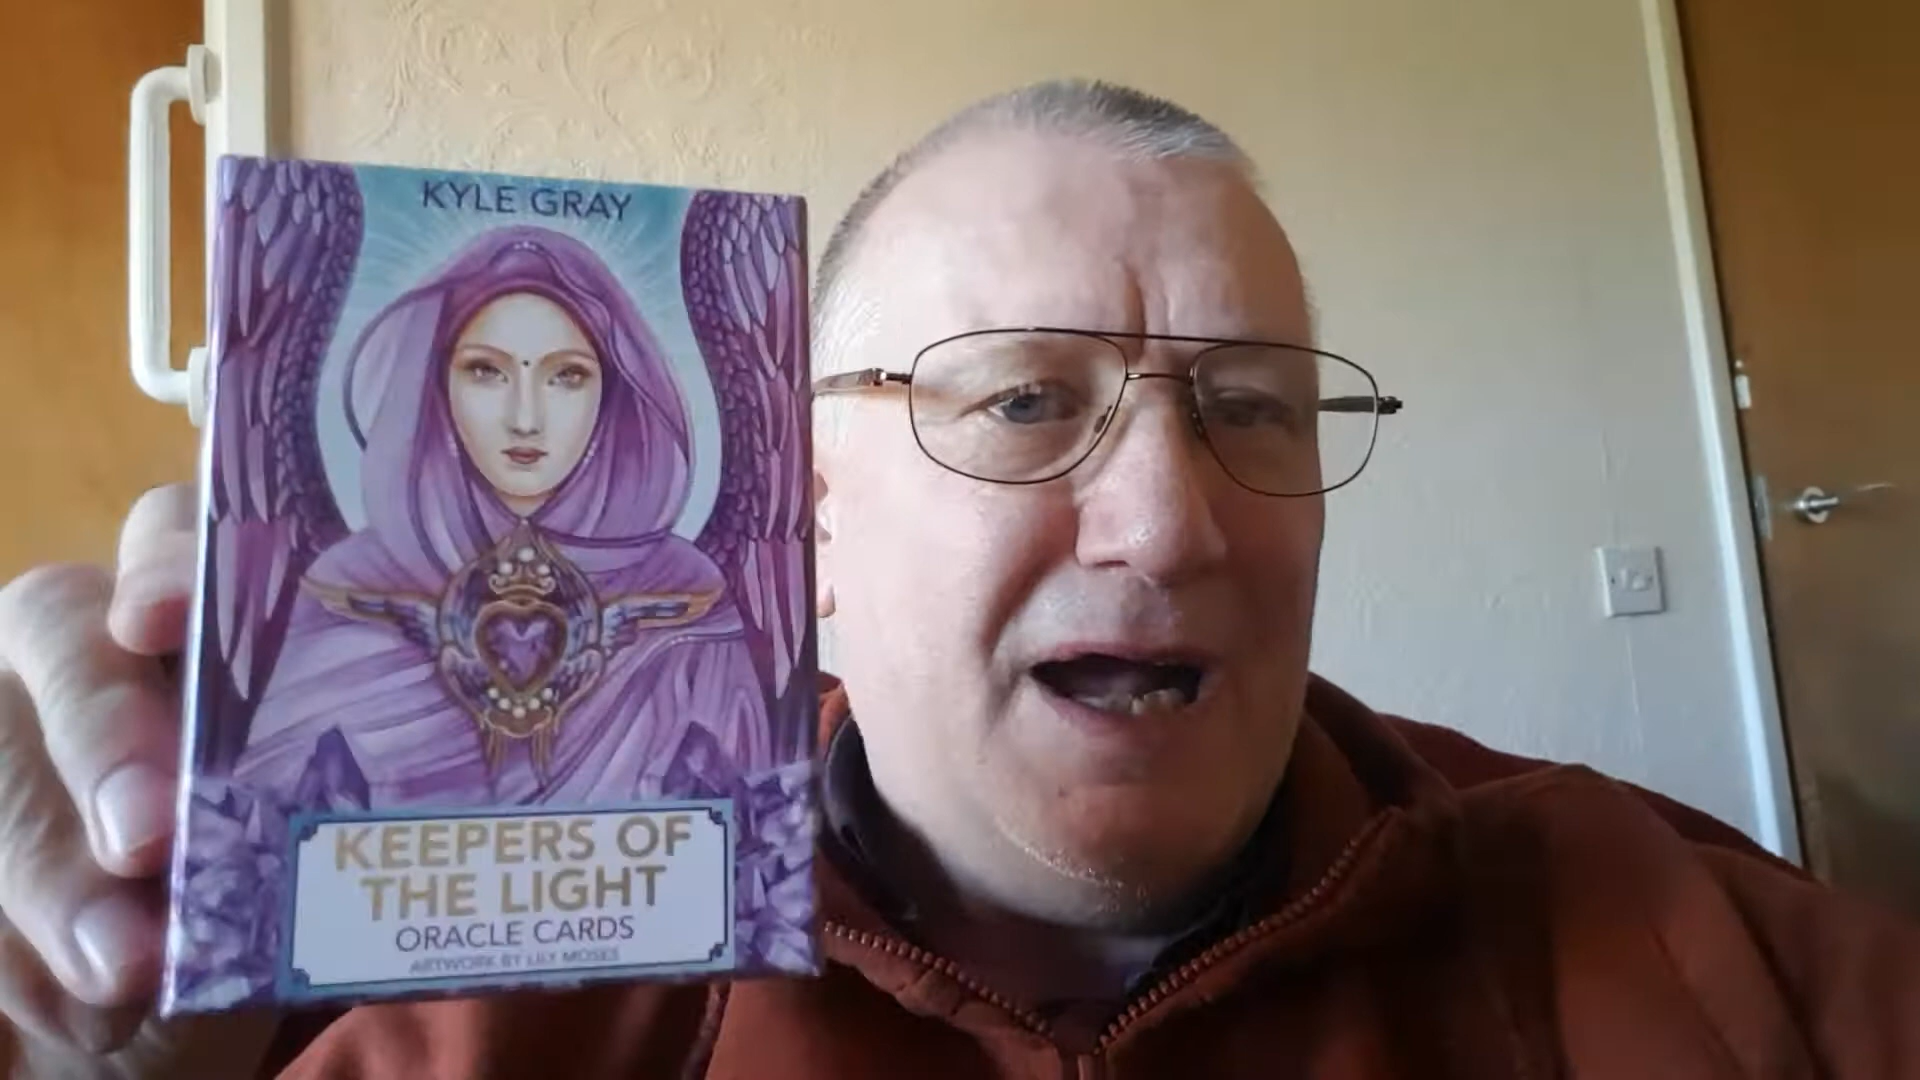 KYLE GRAY
KEEPERS OF
THE LIGHT
ORACLE CARDS
ARTWORK BY LILY MOSES